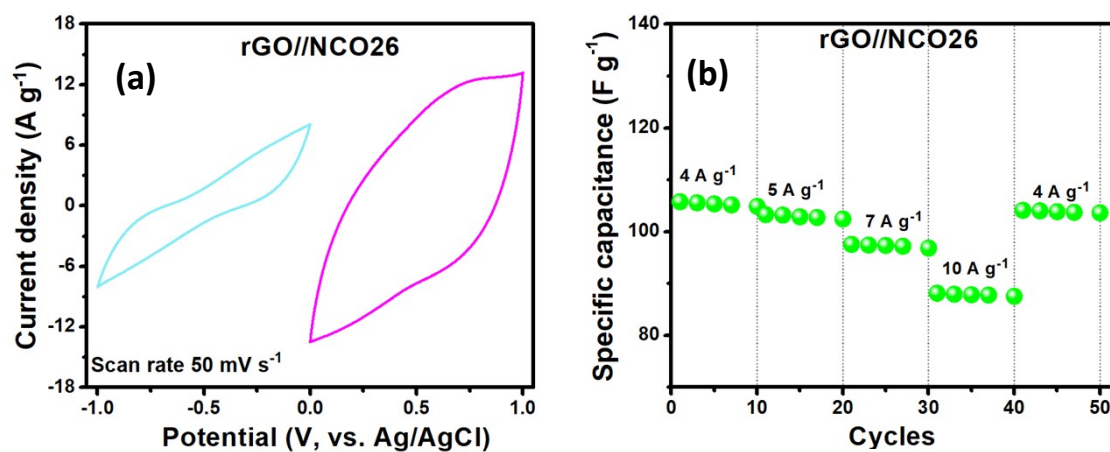 rGO//NCO26
(a)
Current density (A g⁻¹)
18
12
6
0
-6
-12
-18
Scan rate 50 mV s⁻¹
-1.0 -0.5 0.0 0.5 1.0
Potential (V, vs. Ag/AgCl)
rGO//NCO26
(b)
Specific capacitance (F g⁻¹)
140
120
100
80
4 A g⁻¹
5 A g⁻¹
7 A g⁻¹
10 A g⁻¹
4 A g⁻¹
0 10 20 30 40 50
Cycles